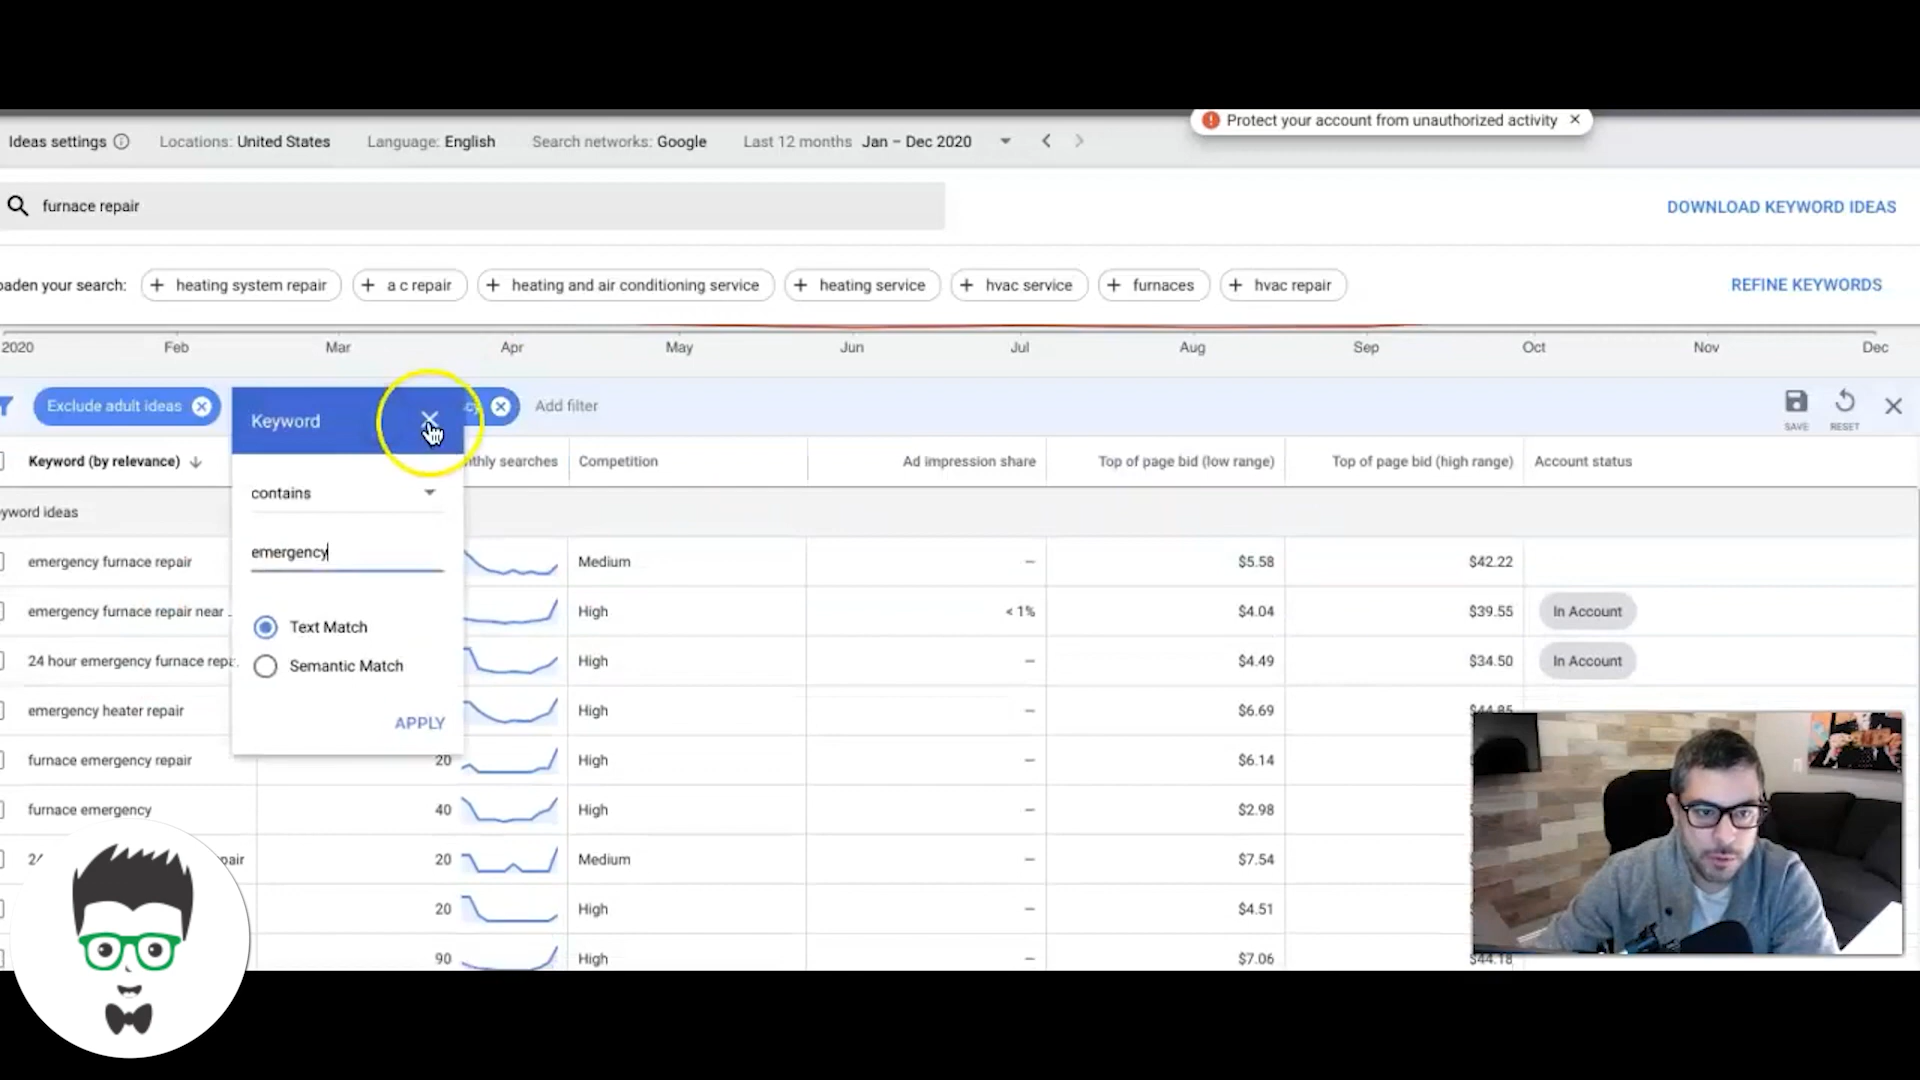 Protect your account from unauthorized activity
Ideas settings Locations: United States Language: English Search networks: Google Last 12 months Jan – Dec 2020
furnace repair DOWNLOAD KEYWORD IDEAS
oaden your search: + heating system repair + a c repair + heating and air conditioning service + heating service + hvac service + furnaces + hvac repair REFINE KEYWORDS
2020 Feb Mar Apr May Jun Jul Aug Sep Oct Nov Dec
Exclude adult ideas Keyword cy Add filter SAVE RESET
Keyword (by relevance) thly searches Competition Ad impression share Top of page bid (low range) Top of page bid (high range) Account status
contains
yword ideas
emergency
emergency furnace repair Medium – $5.58 $42.22
emergency furnace repair near .. High < 1% $4.04 $39.55 In Account
Text Match
24 hour emergency furnace repa. High – $4.49 $34.50 In Account
Semantic Match
emergency heater repair High – $6.69 $44.85
APPLY
furnace emergency repair 20 High – $6.14
furnace emergency 40 High – $2.98
pair 20 Medium – $7.54
20 High – $4.51
90 High – $7.06 $44.18